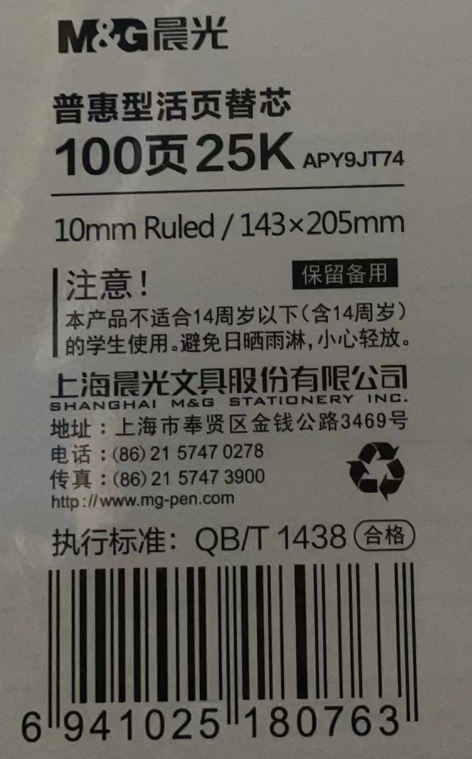 M&G晨光
普惠型活页替芯
100页25K APY9JT74
10mm Ruled / 143×205mm
注意！ 保留备用
本产品不适合14周岁以下（含14周岁）
的学生使用。避免日晒雨淋，小心轻放。
上海晨光文具股份有限公司
SHANGHAI M&G STATIONERY INC.
地址：上海市奉贤区金钱公路3469号
电话：(86) 21 5747 0278
传真：(86) 21 5747 3900
http://www.mg-pen.com
执行标准：QB/T 1438 合格
6 941025 180763